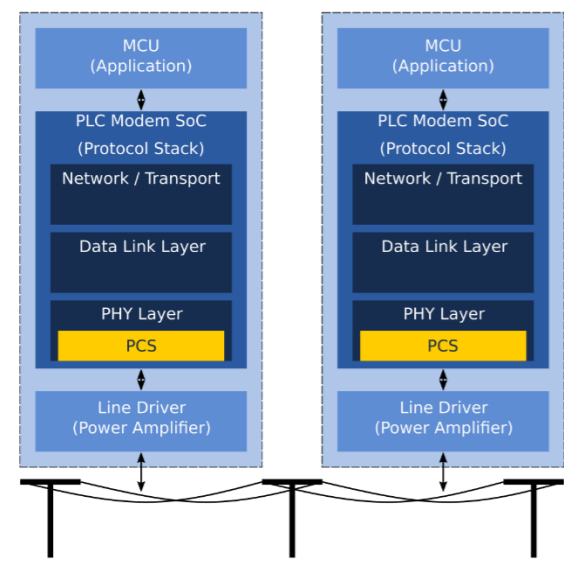 MCU
(Application)
PLC Modem SoC
(Protocol Stack)
Network / Transport
Data Link Layer
PHY Layer
PCS
Line Driver
(Power Amplifier)
MCU
(Application)
PLC Modem SoC
(Protocol Stack)
Network / Transport
Data Link Layer
PHY Layer
PCS
Line Driver
(Power Amplifier)